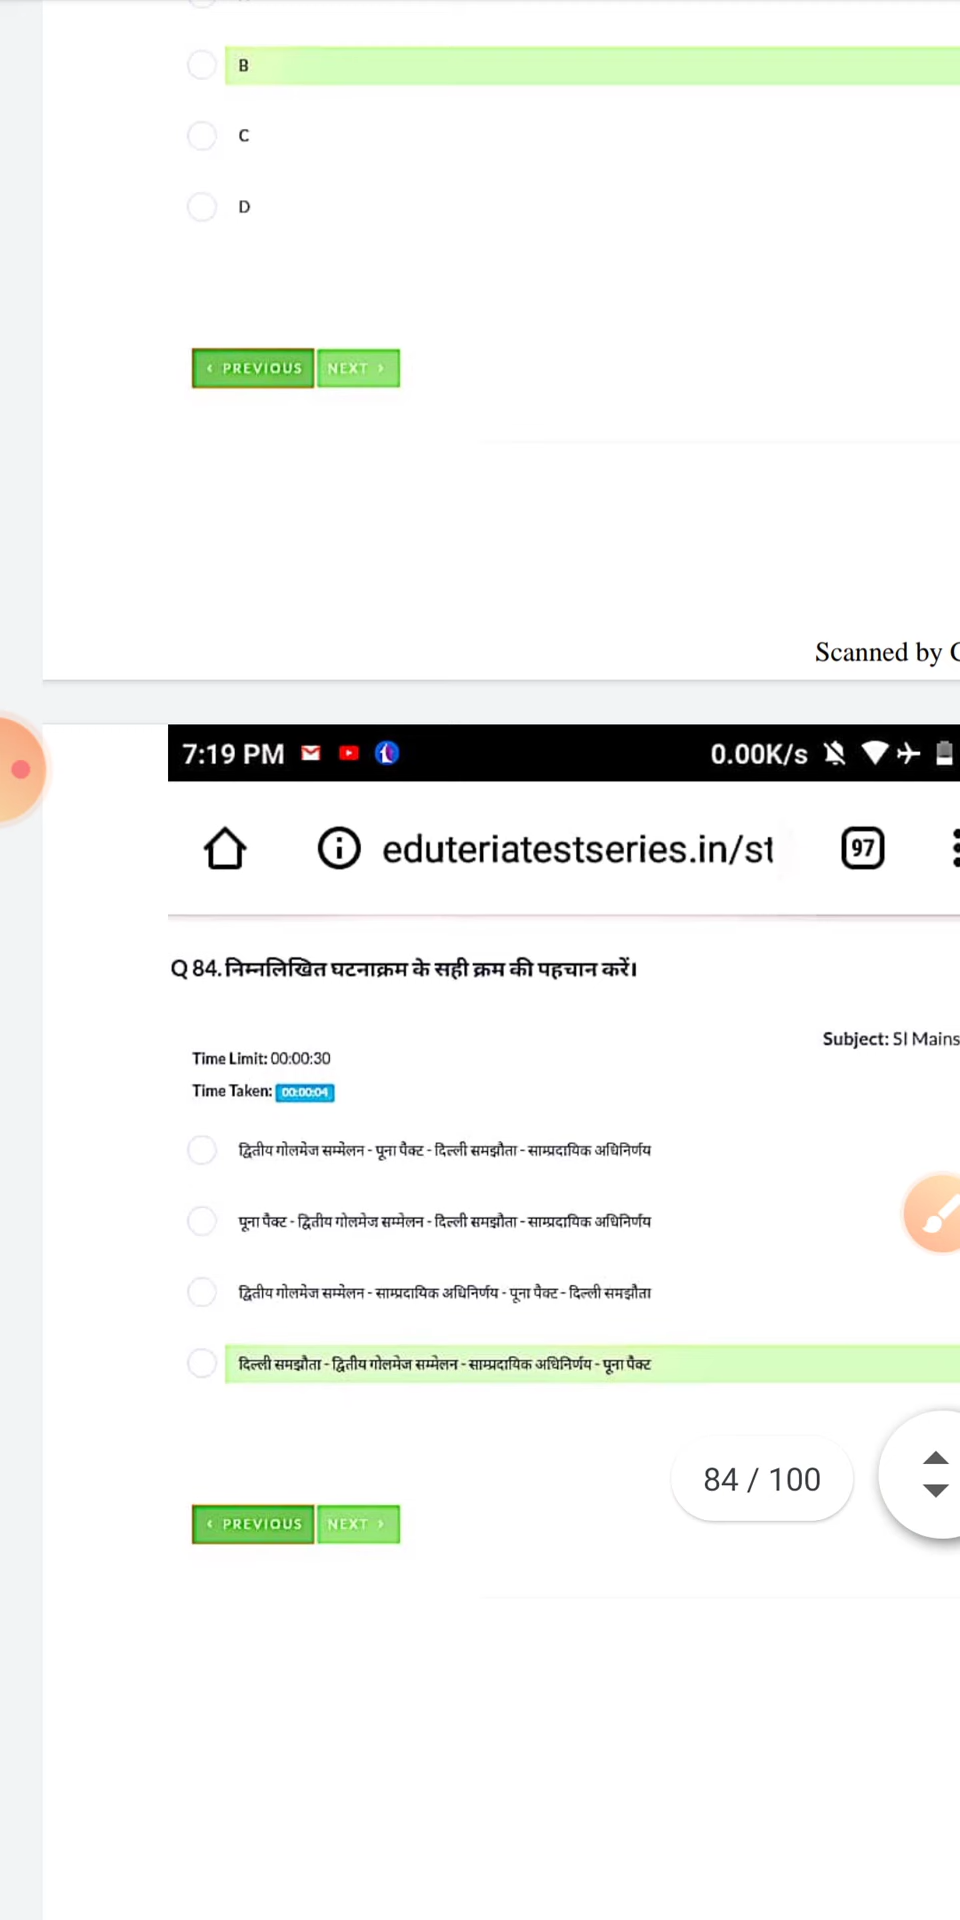 B
C
D
‹ PREVIOUS NEXT ›
Scanned by
7:19 PM 0.00K/s
eduteriatestseries.in/st 97
Q 84. निम्नलिखित घटनाक्रम के सही क्रम की पहचान करें।
Subject: SI Mains
Time Limit: 00:00:30
Time Taken: 00:00:04
द्वितीय गोलमेज सम्मेलन - पूना पैक्ट - दिल्ली समझौता - साम्प्रदायिक अधिनिर्णय
पूना पैक्ट - द्वितीय गोलमेज सम्मेलन - दिल्ली समझौता - साम्प्रदायिक अधिनिर्णय
द्वितीय गोलमेज सम्मेलन - साम्प्रदायिक अधिनिर्णय - पूना पैक्ट - दिल्ली समझौता
दिल्ली समझौता - द्वितीय गोलमेज सम्मेलन - साम्प्रदायिक अधिनिर्णय - पूना पैक्ट
84 / 100
‹ PREVIOUS NEXT ›